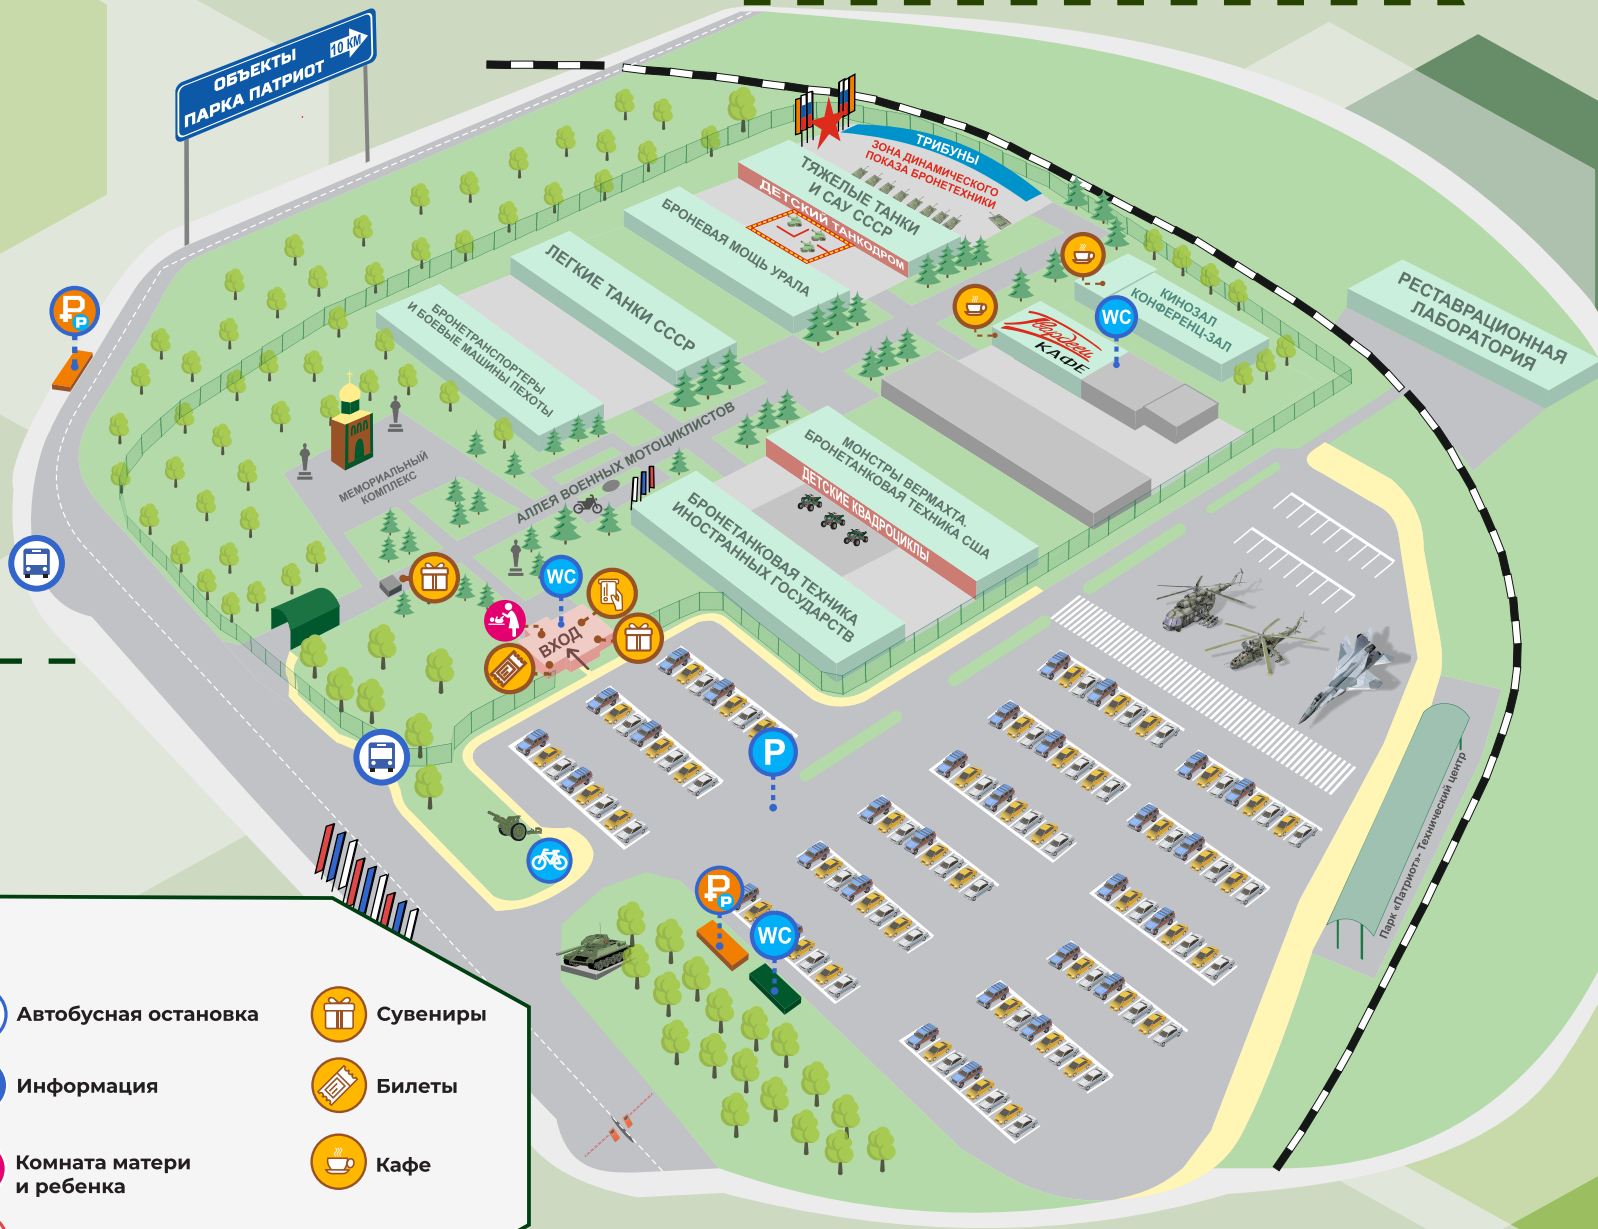 ОБЪЕКТЫ
10 КМ
ПАРКА ПАТРИОТ
ТРИБУНЫ
ЗОНА ДИНАМИЧЕСКОГО
ПОКАЗА БРОНЕТЕХНИКИ
ТЯЖЕЛЫЕ ТАНКИ
И САУ СССР
ДЕТСКИЙ ТАНКОДРОМ
БРОНЕВАЯ МОЩЬ УРАЛА
ЛЕГКИЕ ТАНКИ СССР
БРОНЕТРАНСПОРТЕРЫ
И БОЕВЫЕ МАШИНЫ ПЕХОТЫ
КИНОЗАЛ
КОНФЕРЕНЦ-ЗАЛ
WC
КАФЕ
РЕСТАВРАЦИОННАЯ
ЛАБОРАТОРИЯ
P
МЕМОРИАЛЬНЫЙ
КОМПЛЕКС
АЛЛЕЯ ВОЕННЫХ МОТОЦИКЛИСТОВ
МОНСТРЫ ВЕРМАХТА.
БРОНЕТАНКОВАЯ ТЕХНИКА США
ДЕТСКИЕ КВАДРОЦИКЛЫ
БРОНЕТАНКОВАЯ ТЕХНИКА
ИНОСТРАННЫХ ГОСУДАРСТВ
WC
ВХОД
P
P
WC
Парк «Патриот»- Технический центр
Автобусная остановка
Сувениры
Информация
Билеты
Комната матери
и ребенка
Кафе